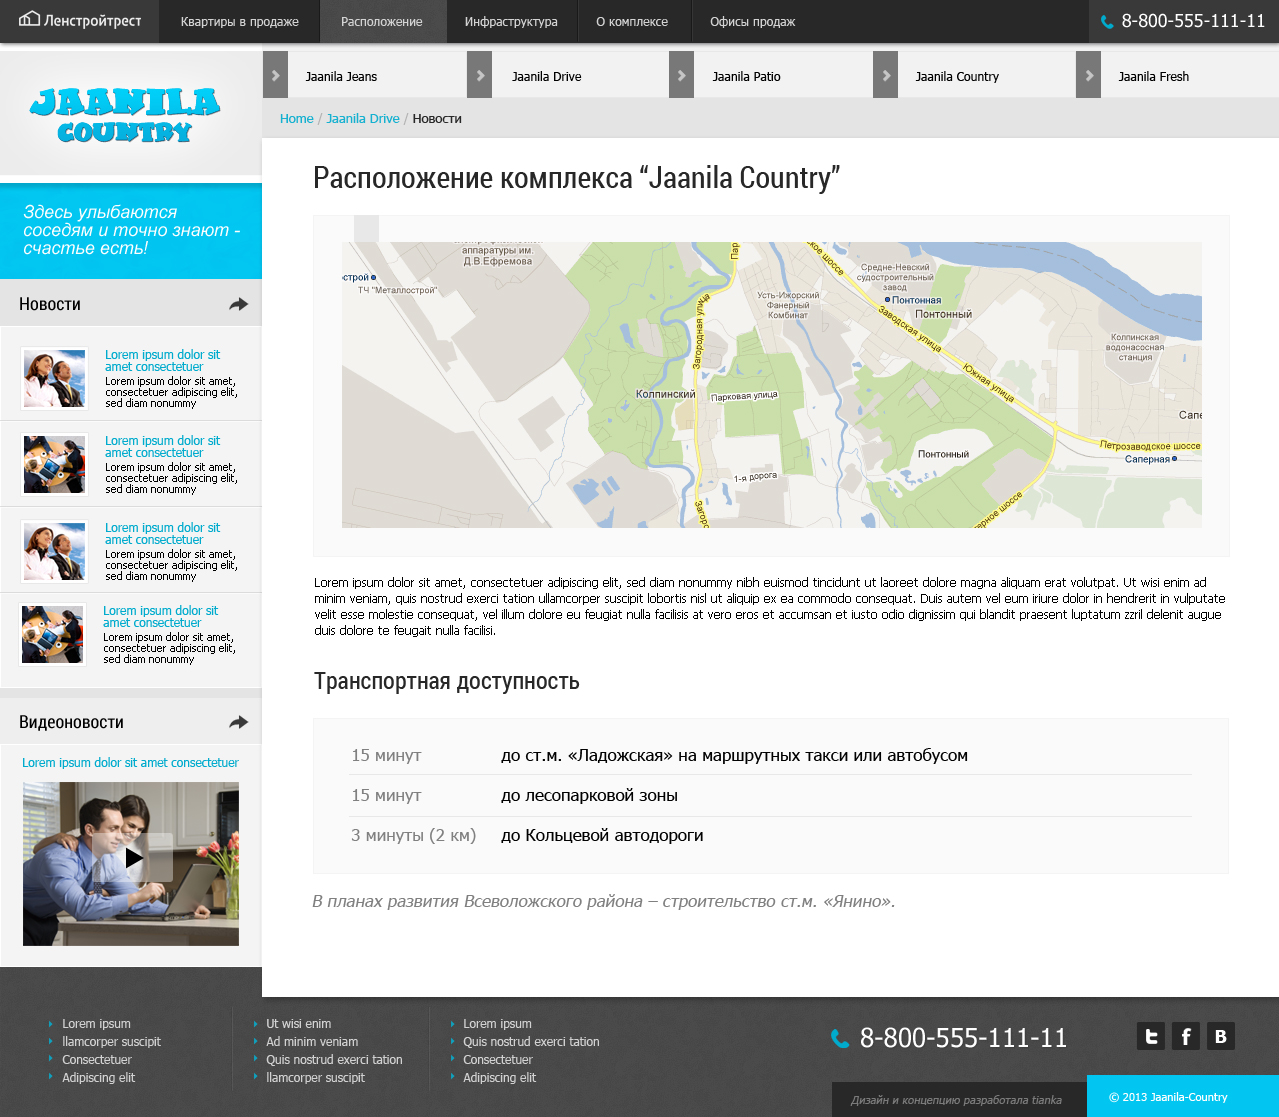 Ленстройтрест
Квартиры в продаже
Расположение
Инфраструктура
О комплексе
Офисы продаж
8-800-555-111-11
JAANILA
COUNTRY
Jaanila Jeans
Jaanila Drive
Jaanila Patio
Jaanila Country
Jaanila Fresh
Home / Jaanila Drive / Новости
Здесь улыбаются
соседям и точно знают -
счастье есть!
Новости
Lorem ipsum dolor sit
amet consectetuer
Lorem ipsum dolor sit amet,
consectetuer adipiscing elit,
sed diam nonummy
Lorem ipsum dolor sit
amet consectetuer
Lorem ipsum dolor sit amet,
consectetuer adipiscing elit,
sed diam nonummy
Lorem ipsum dolor sit
amet consectetuer
Lorem ipsum dolor sit amet,
consectetuer adipiscing elit,
sed diam nonummy
Lorem ipsum dolor sit
amet consectetuer
Lorem ipsum dolor sit amet,
consectetuer adipiscing elit,
sed diam nonummy
Видеоновости
Lorem ipsum dolor sit amet consectetuer
Расположение комплекса “Jaanila Country”
аппаратуры им.
Д.В.Ефремова
строй
ТЧ "Металлострой"
Пар
шоссе
Средне-Невский
судостроительный
завод
Понтонная
Понтонный
Усть-Ижорский
Фанерный
Комбинат
Загородная улица
Заводская улица
Колпинская
водонасосная
станция
Южная улица
Колпинский
Парковая улица
Сапе
Петрозаводское шоссе
Саперная
Понтонный
1-я дорога
Загоро
рное шоссе
Lorem ipsum dolor sit amet, consectetuer adipiscing elit, sed diam nonummy nibh euismod tincidunt ut laoreet dolore magna aliquam erat volutpat. Ut wisi enim ad
minim veniam, quis nostrud exerci tation ullamcorper suscipit lobortis nisl ut aliquip ex ea commodo consequat. Duis autem vel eum iriure dolor in hendrerit in vulputate
velit esse molestie consequat, vel illum dolore eu feugiat nulla facilisis at vero eros et accumsan et iusto odio dignissim qui blandit praesent luptatum zzril delenit augue
duis dolore te feugait nulla facilisi.
Транспортная доступность
15 минут до ст.м. «Ладожская» на маршрутных такси или автобусом
15 минут до лесопарковой зоны
3 минуты (2 км) до Кольцевой автодороги
В планах развития Всеволожского района – строительство ст.м. «Янино».
Lorem ipsum
llamcorper suscipit
Consectetuer
Adipiscing elit
Ut wisi enim
Ad minim veniam
Quis nostrud exerci tation
llamcorper suscipit
Lorem ipsum
Quis nostrud exerci tation
Consectetuer
Adipiscing elit
8-800-555-111-11
t f B
Дизайн и концепцию разработала tianka
© 2013 Jaanila-Country